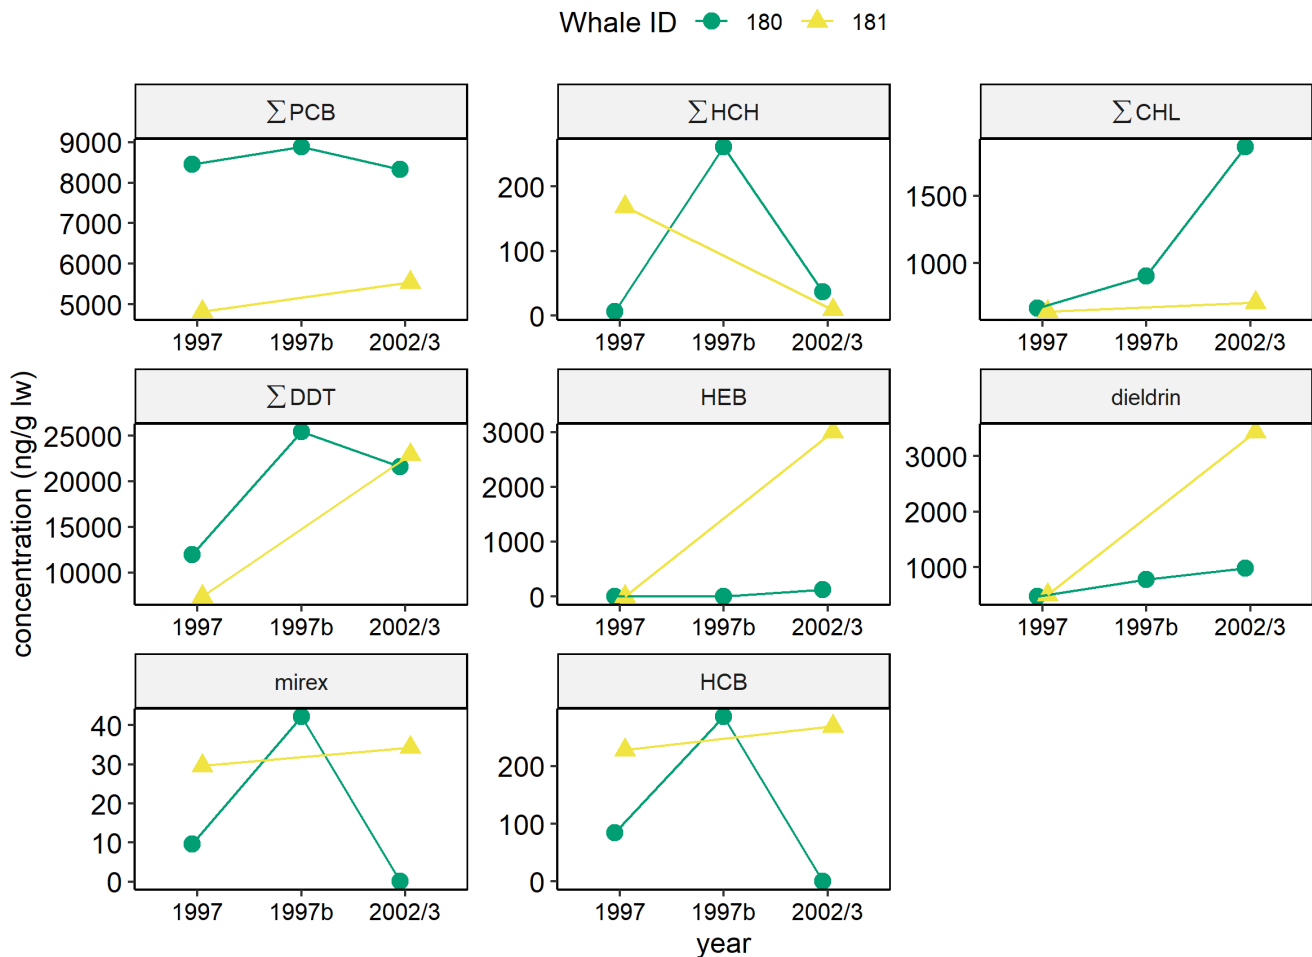 Whale ID 180 181
∑PCB ∑HCH ∑CHL
9000
8000
7000
6000
5000
1997 1997b 2002/3
200
100
0
1997 1997b 2002/3
1500
1000
1997 1997b 2002/3
concentration (ng/g lw)
∑DDT HEB dieldrin
25000
20000
15000
10000
1997 1997b 2002/3
3000
2000
1000
0
1997 1997b 2002/3
3000
2000
1000
1997 1997b 2002/3
mirex HCB
40
30
20
10
0
1997 1997b 2002/3
200
100
0
1997 1997b 2002/3
year